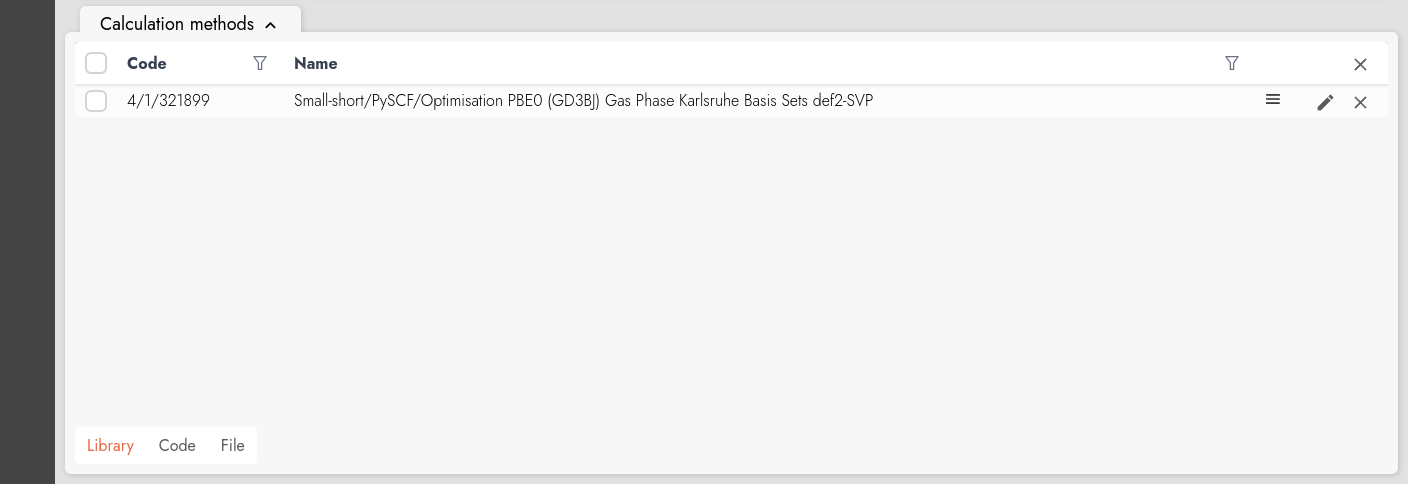 Calculation methods
Code Name
4/1/321899 Small-short/PySCF/Optimisation PBE0 (GD3BJ) Gas Phase Karlsruhe Basis Sets def2-SVP
Library Code File